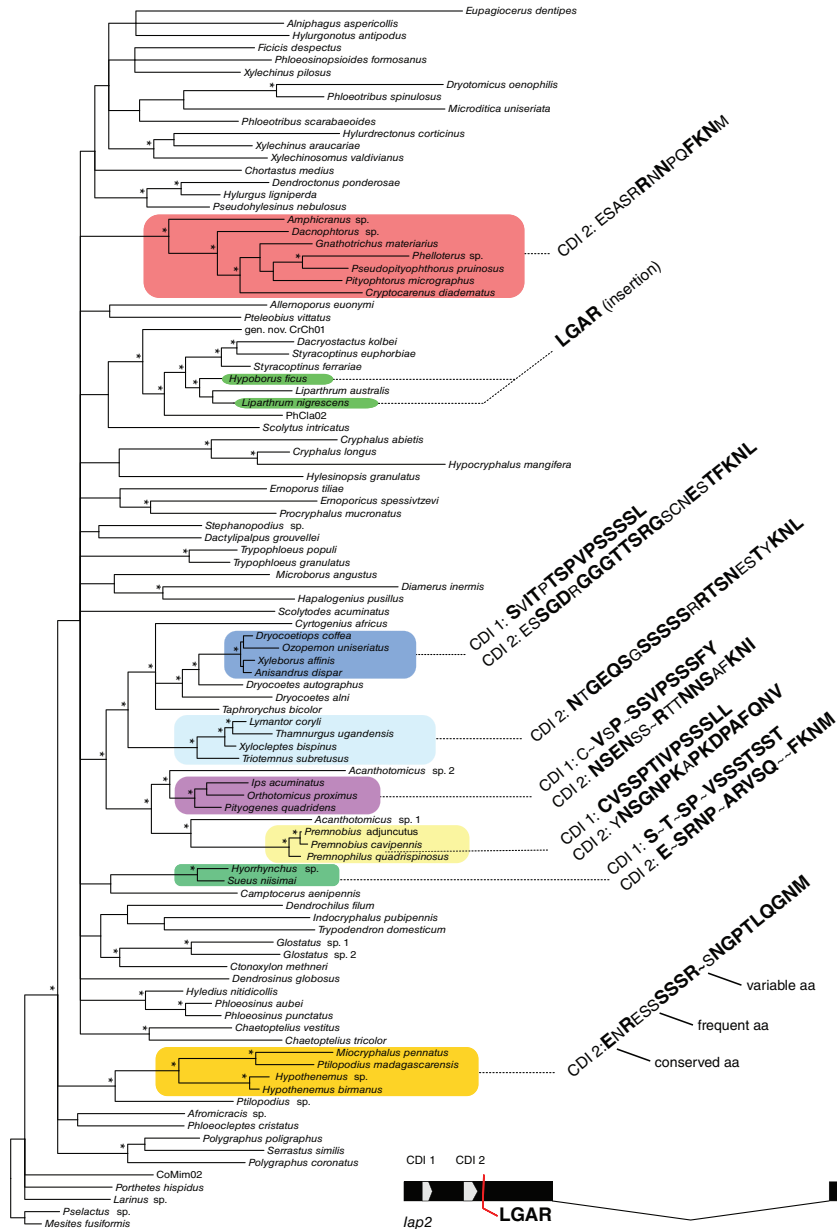 Eupagiocerus dentipes
Alniphagus aspericollis
Hylurgonotus antipodus
Ficicis despectus
Phloeosinopsioides formosanus
Xylechinus pilosus
Dryotomicus oenophilis
Phloeotribus spinulosus
Microditica uniseriata
Phloeotribus scarabaeoides
Hylurdrectonus corticinus
Xylechinus araucariae
Xylechinosomus valdivianus
Chortastus medius
Dendroctonus ponderosae
Hylurgus ligniperda
Pseudohylesinus nebulosus
Amphicranus sp.
Dacnophtorus sp.
Gnathotrichus materiarius
Phelloterus sp.
Pseudopityophthorus pruinosus
Pityophtorus micrographus
Cryptocarenus diadematus
CDI 2: ESASRRNNNPQFKNM
Allernoporus euonymi
Pteleobius vittatus
gen. nov. CrCh01
Dacryostactus kolbei
Styracoptinus euphorbiae
Styracoptinus ferrariae
Hypoborus ficus
Liparthrum australis
Liparthrum nigrescens
LGAR (insertion)
PhCla02
Scolytus intricatus
Cryphalus abietis
Cryphalus longus
Hypocryphalus mangifera
Hylesinopsis granulatus
Ernoporus tiliae
Ernoporicus spessivtzevi
Procryphalus mucronatus
Stephanopodius sp.
Dactylipalpus grouvellei
Trypophloeus populi
Trypophloeus granulatus
Microborus angustus
Diamerus inermis
Hapalogenius pusillus
Scolytodes acuminatus
Cyrtogenius africus
Dryocoetiops coffea
Ozopemon uniseriatus
Xyleborus affinis
Anisandrus dispar
CDI 1: SVITPTSPVPSSSSL
CDI 2: ESSGDRGGGTTSRGSCNESTFKNL
Dryocoetes autographus
Dryocoetes alni
Taphrorychus bicolor
Lymantor coryli
Thamnurgus ugandensis
Xylocleptes bispinus
Triotemnus subretusus
CDI 2: NTGEQSGSSSSSRRTSNESTYKNL
Acanthotomicus sp. 2
Ips acuminatus
Orthotomicus proximus
Pityogenes quadridens
CDI 1: C~VSP~SSVPSSSFY
CDI 2: NSENSS~RTTNNSAFKNI
Acanthotomicus sp. 1
Premnobius adjunctus
Premnobius cavipennis
Premnophilus quadrispinosus
CDI 1: CVSSPTIVPSSSLL
CDI 2: YNSGNPKAPKDPAFQNV
Hyorrhynchus sp.
Sueus niisimai
CDI 1: S~T~SP~VSSSTSST
CDI 2: E~SRNP~ARVSQ~~FKNM
Camptocerus aenipennis
Dendrochilus filum
Indocryphalus pubipennis
Trypodendron domesticum
Glostatus sp. 1
Glostatus sp. 2
Ctonoxylon methneri
Dendrosinus globosus
Hyledius nitidicollis
Phloeosinus aubei
Phloeosinus punctatus
Chaetoptelius vestitus
Chaetoptelius tricolor
Miocryphalus pennatus
Ptilopodius madagascarensis
Hypothenemus sp.
Hypothenemus birmanus
CDI 2:ENRESSSSSSR~SNGPTLQGNM
variable aa
frequent aa
conserved aa
Ptilopodius sp.
Afromicracis sp.
Phloeocleptes cristatus
Polygraphus poligraphus
Serrastus similis
Polygraphus coronatus
CoMim02
Porthetes hispidus
Larinus sp.
Pselactus sp.
Mesites fusiformis
CDI 1 CDI 2
LGAR
Iap2